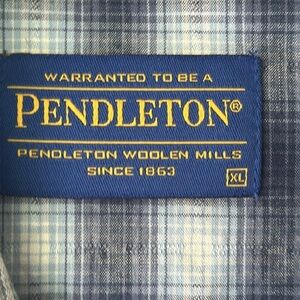 WARRANTED TO BE A
PENDLETON®
PENDLETON WOOLEN MILLS
SINCE 1863
XL